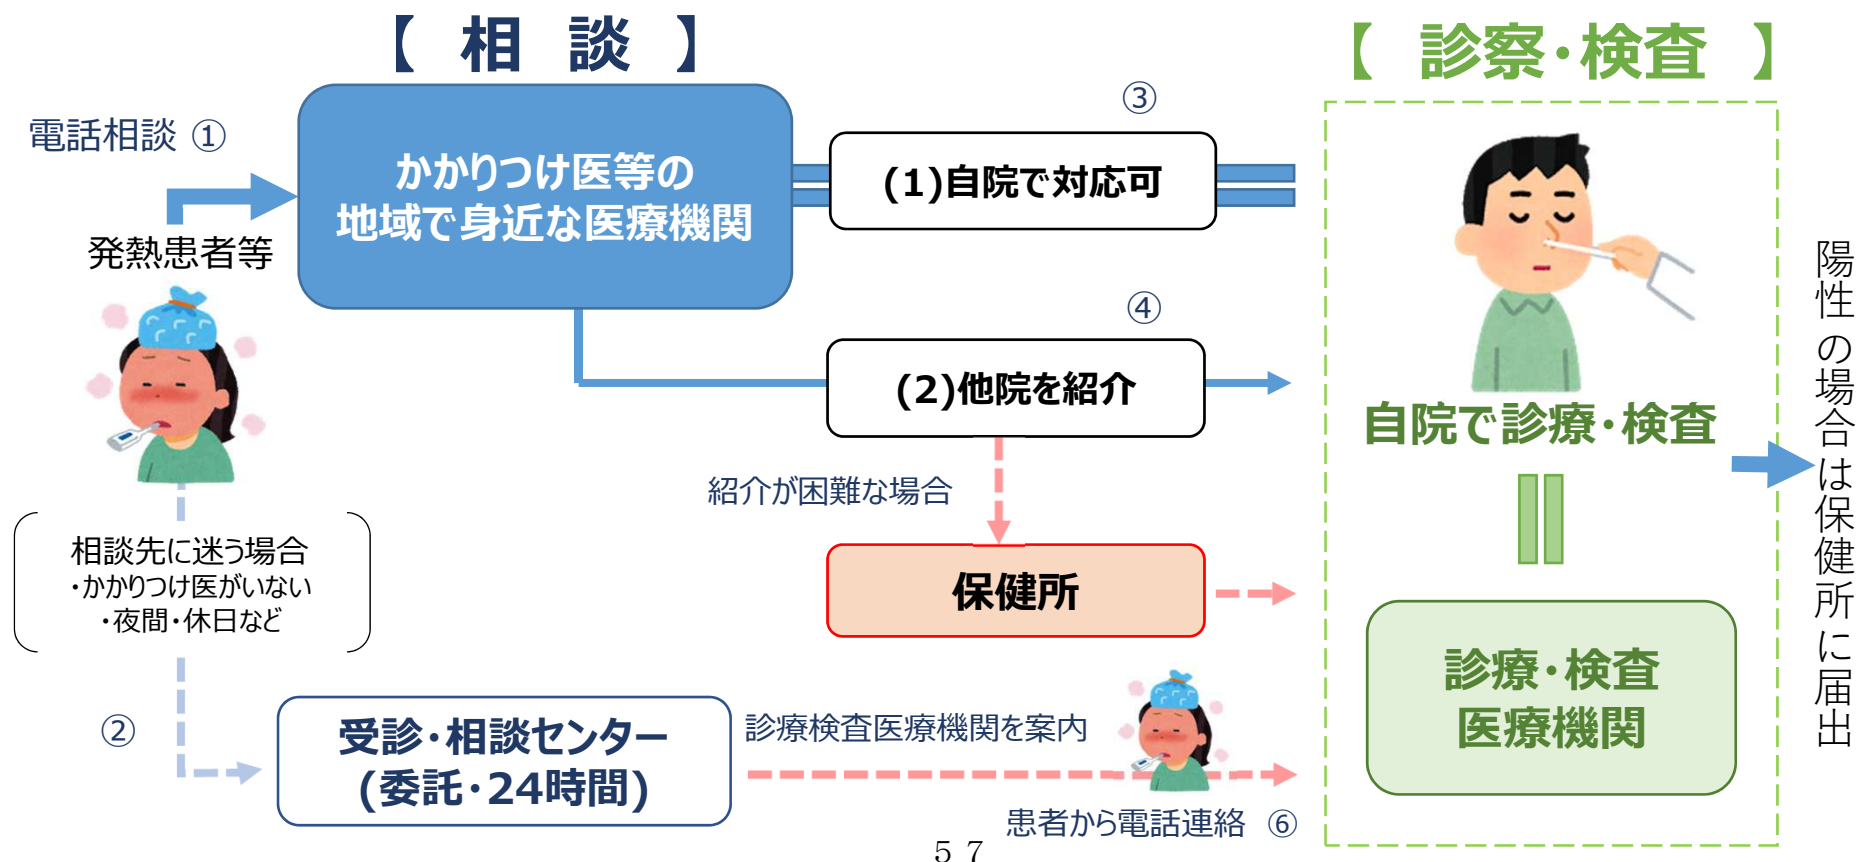 【 相 談 】
【 診察・検査 】
電話相談 ①
かかりつけ医等の
地域で身近な医療機関
③
(1)自院で対応可
発熱患者等
④
(2)他院を紹介
紹介が困難な場合
保健所
相談先に迷う場合
・かかりつけ医がいない
・夜間・休日など
②
受診・相談センター
(委託・24時間)
診療検査医療機関を案内
患者から電話連絡 ⑥
自院で診療・検査
診療・検査
医療機関
陽性の場合は保健所に届出
５７